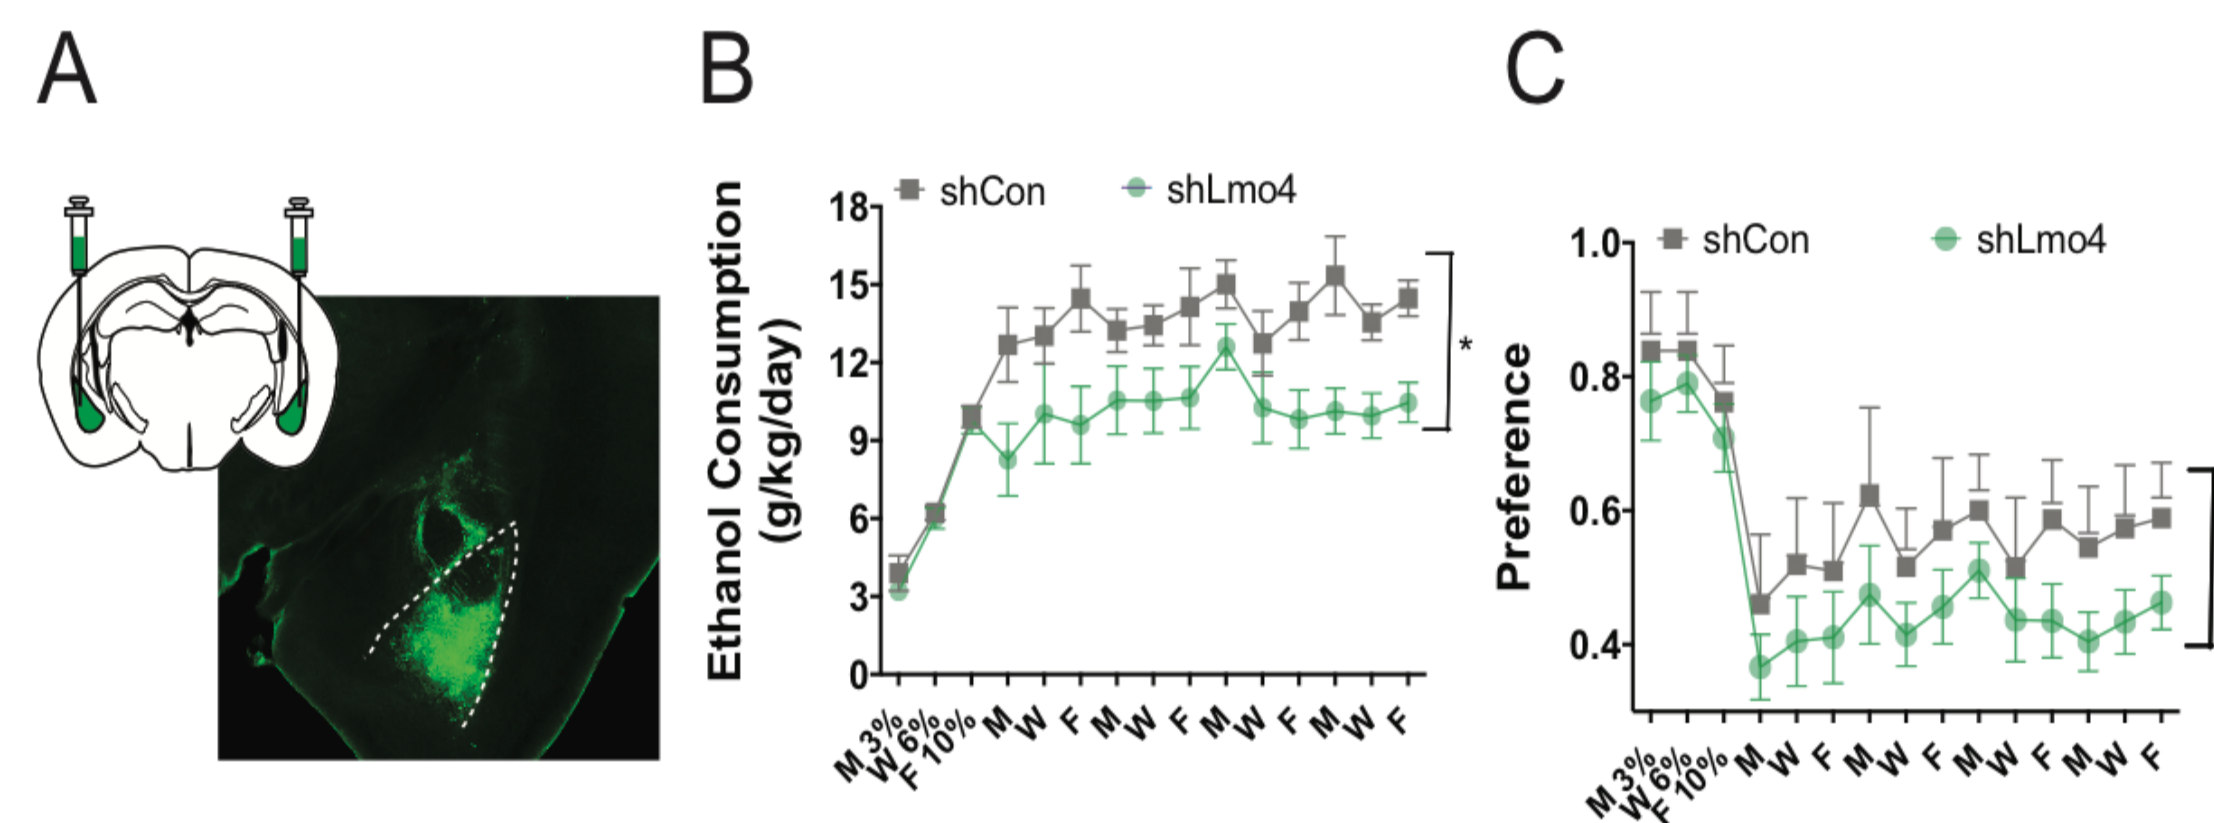 A
B
C
shCon
shLmo4
Ethanol Consumption
(g/kg/day)
18
15
12
9
6
3
0
*
M 3%
W 6%
F 10%
M
W
F
M
W
F
M
W
F
M
W
F
shCon
shLmo4
Preference
1.0
0.8
0.6
0.4
M 3%
W 6%
F 10%
M
W
F
M
W
F
M
W
F
M
W
F